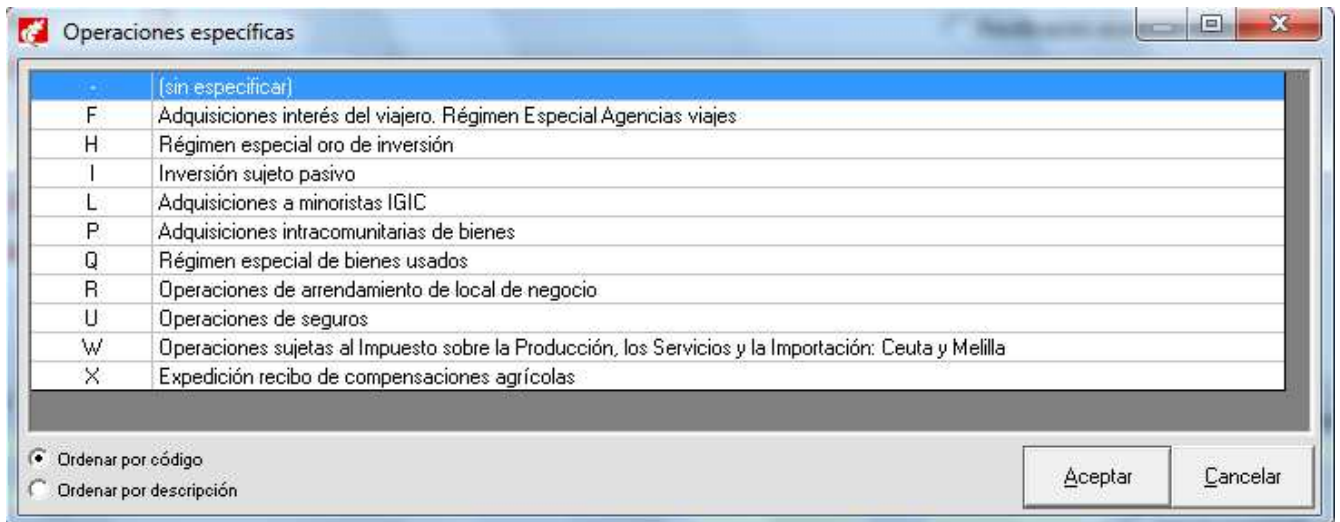 Operaciones específicas
- (sin especificar)
F Adquisiciones interés del viajero. Régimen Especial Agencias viajes
H Régimen especial oro de inversión
I Inversión sujeto pasivo
L Adquisiciones a minoristas IGIC
P Adquisiciones intracomunitarias de bienes
Q Régimen especial de bienes usados
R Operaciones de arrendamiento de local de negocio
U Operaciones de seguros
W Operaciones sujetas al Impuesto sobre la Producción, los Servicios y la Importación: Ceuta y Melilla
X Expedición recibo de compensaciones agrícolas
Ordenar por código
Ordenar por descripción
Aceptar Cancelar